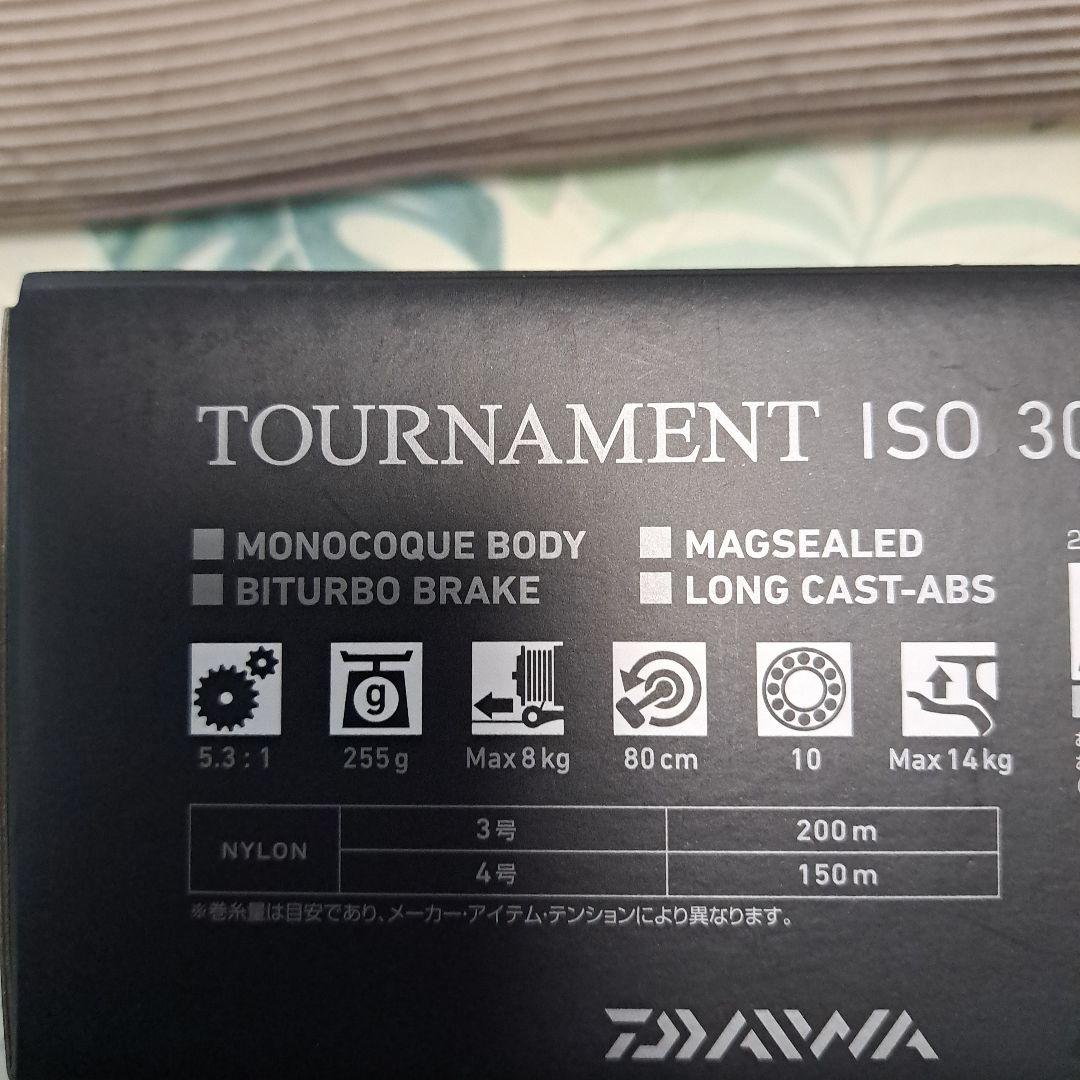 TOURNAMENT ISO 30
MONOCOQUE BODY
MAGSEALED
BITURBO BRAKE
LONG CAST-ABS
g
5.3 : 1
255g
Max 8kg
80cm
10
Max 14kg
NYLON
3号
200m
4号
150m
※巻糸量は目安であり、メーカー・アイテム・テンションにより異なります。
DAIWA